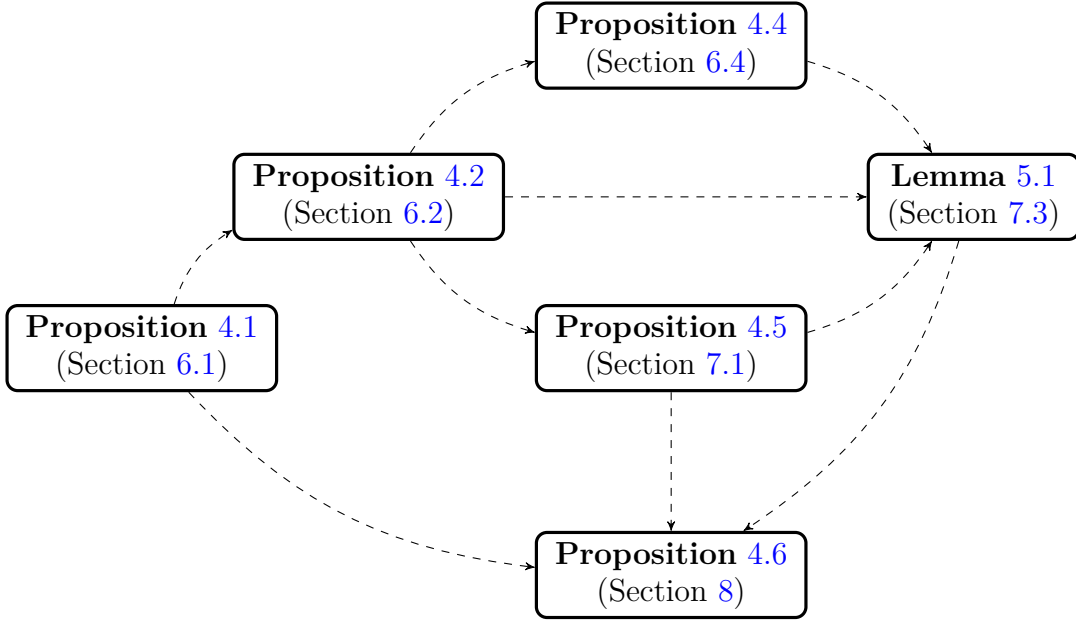 Proposition 4.4
(Section 6.4)
Proposition 4.2
(Section 6.2)
Lemma 5.1
(Section 7.3)
Proposition 4.1
(Section 6.1)
Proposition 4.5
(Section 7.1)
Proposition 4.6
(Section 8)